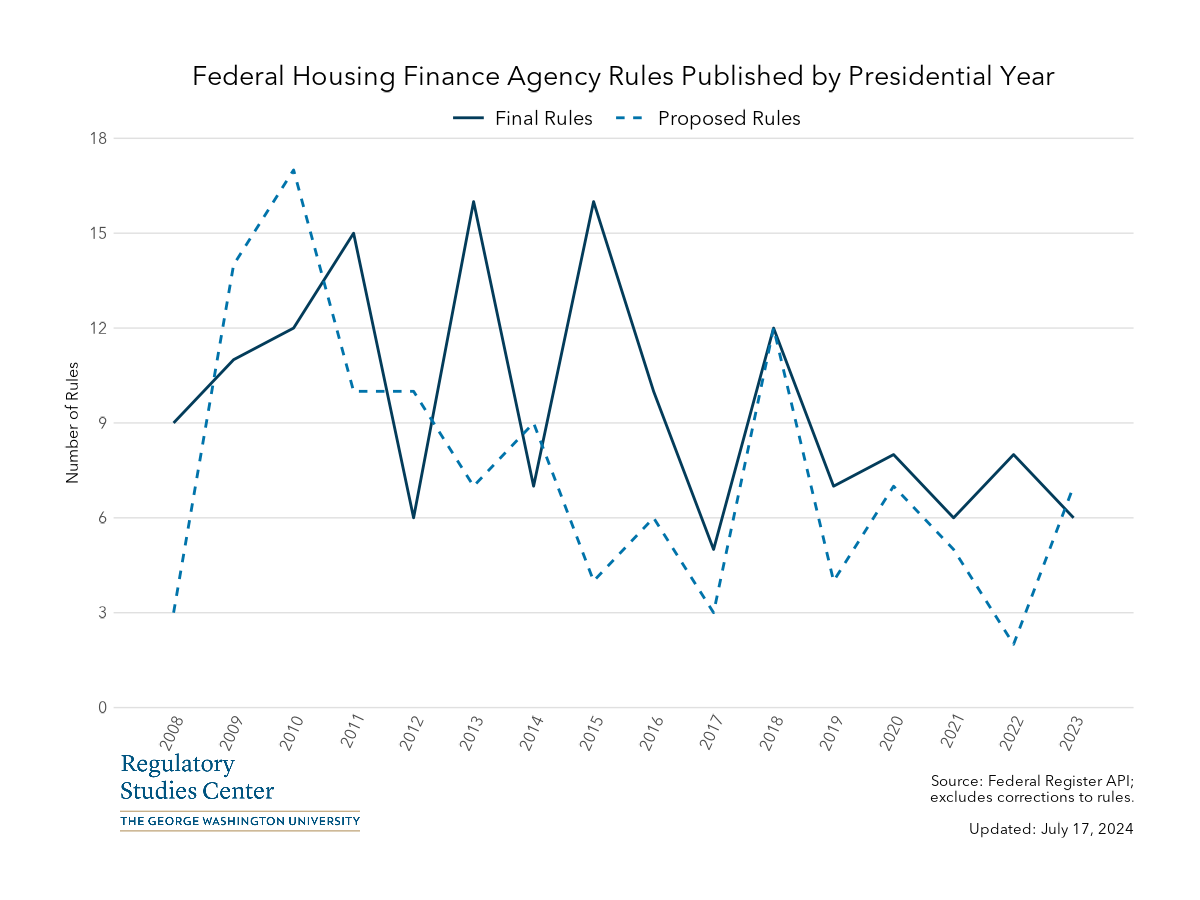 Federal Housing Finance Agency Rules Published by Presidential Year
Final Rules Proposed Rules
Number of Rules
18
15
12
9
6
3
0
2008 2009 2010 2011 2012 2013 2014 2015 2016 2017 2018 2019 2020 2021 2022 2023
Regulatory
Studies Center
THE GEORGE WASHINGTON UNIVERSITY
Source: Federal Register API;
excludes corrections to rules.
Updated: July 17, 2024